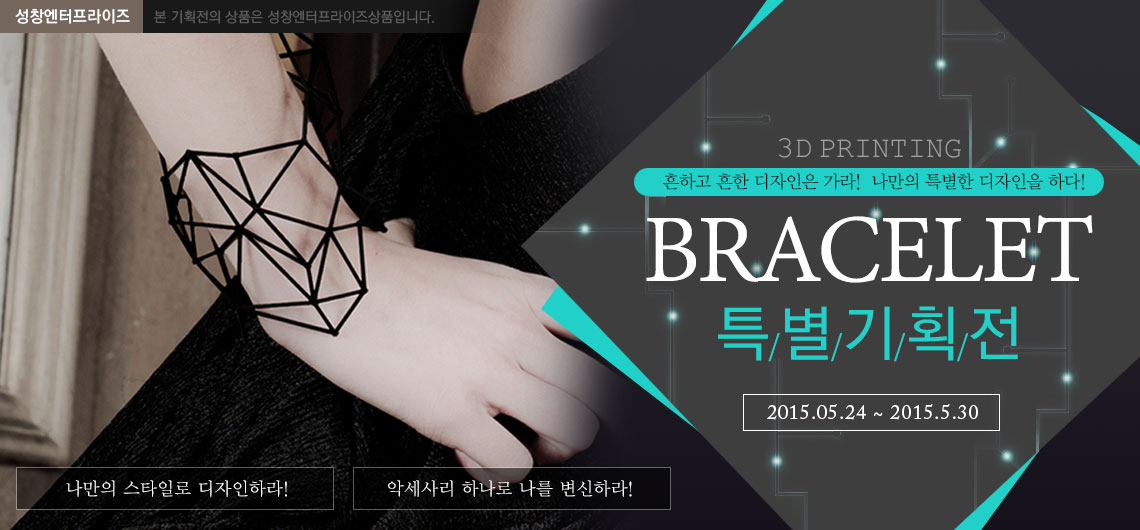 성창엔터프라이즈
본 기획전의 상품은 성창엔터프라이즈상품입니다.
3D PRINTING
흔하고 흔한 디자인은 가라! 나만의 특별한 디자인을 하다!
BRACELET
특/별/기/획/전
2015.05.24 ~ 2015.5.30
나만의 스타일로 디자인하라!
악세사리 하나로 나를 변신하라!